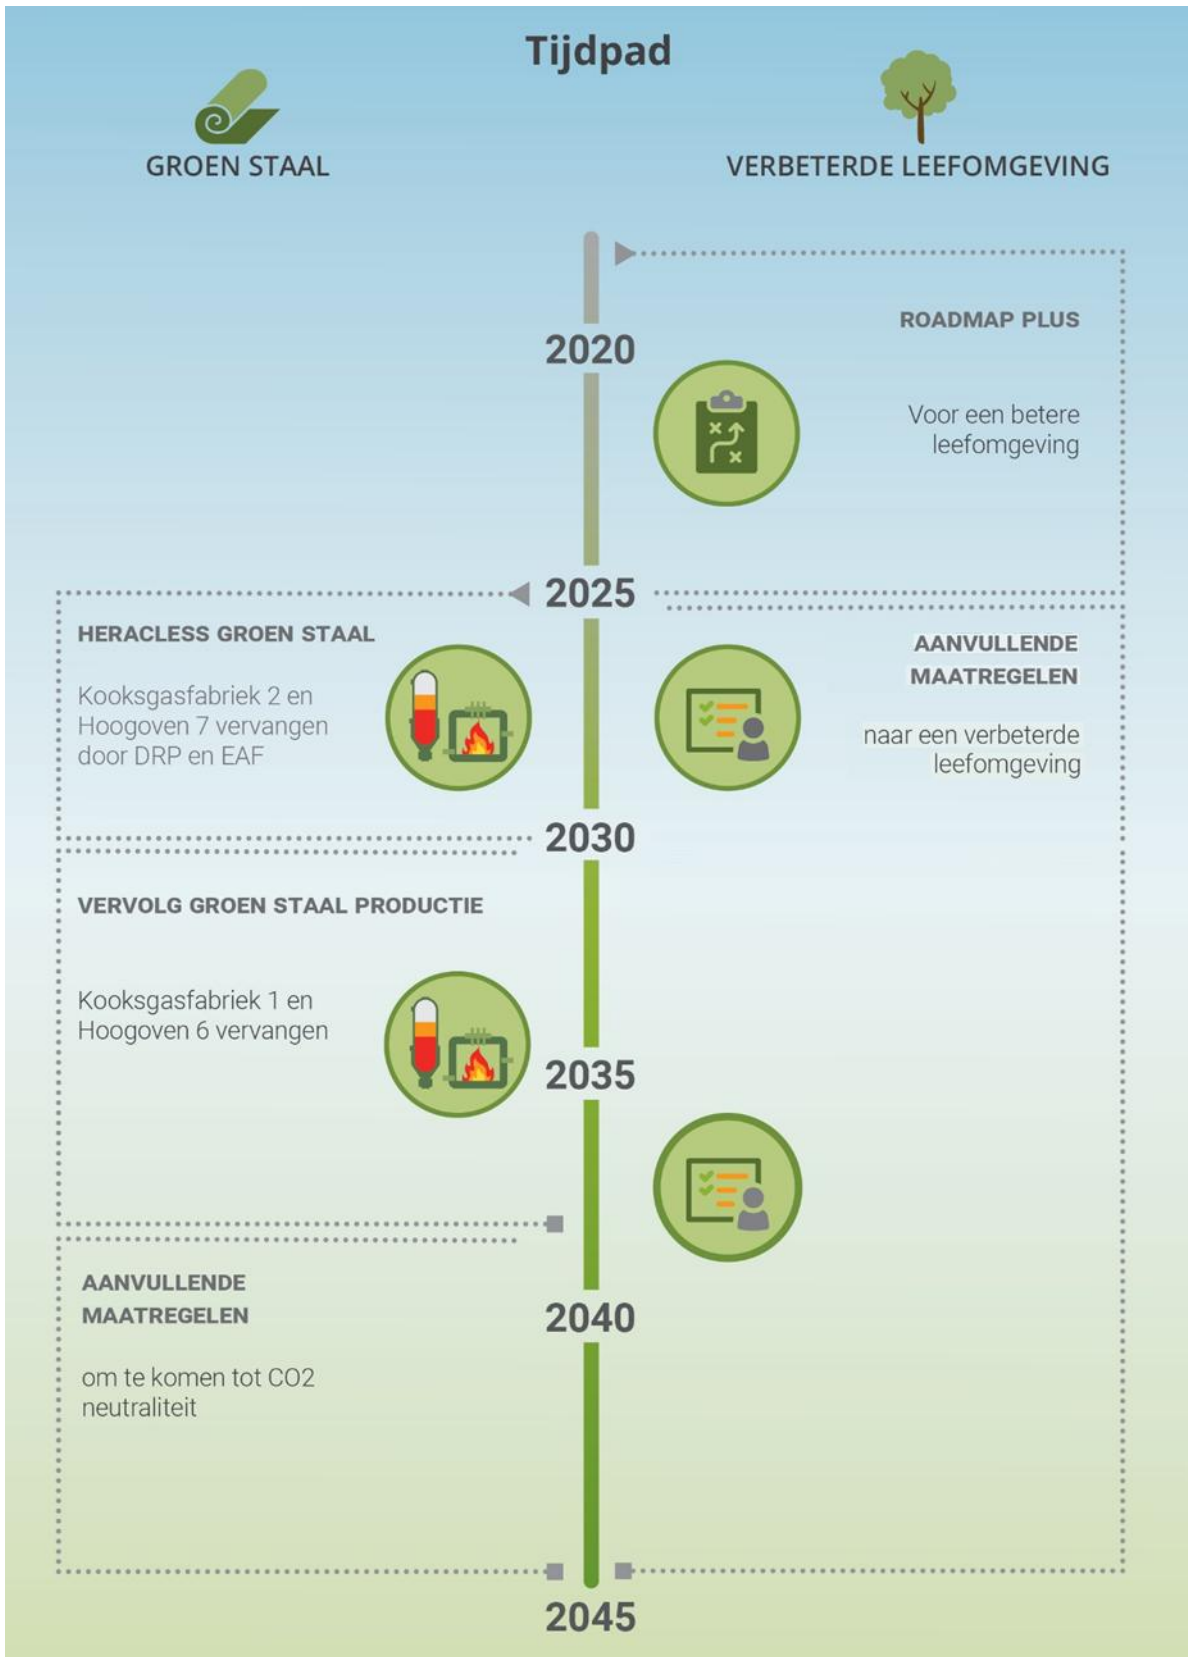 Tijdpad
GROEN STAAL
VERBETERDE LEEFOMGEVING
ROADMAP PLUS
2020
Voor een betere
leefomgeving
2025
HERACLESS GROEN STAAL
Kooksgasfabriek 2 en
Hoogoven 7 vervangen
door DRP en EAF
AANVULLENDE
MAATREGELEN
naar een verbeterde
leefomgeving
2030
VERVOLG GROEN STAAL PRODUCTIE
Kooksgasfabriek 1 en
Hoogoven 6 vervangen
2035
AANVULLENDE
MAATREGELEN
2040
om te komen tot CO2
neutraliteit
2045